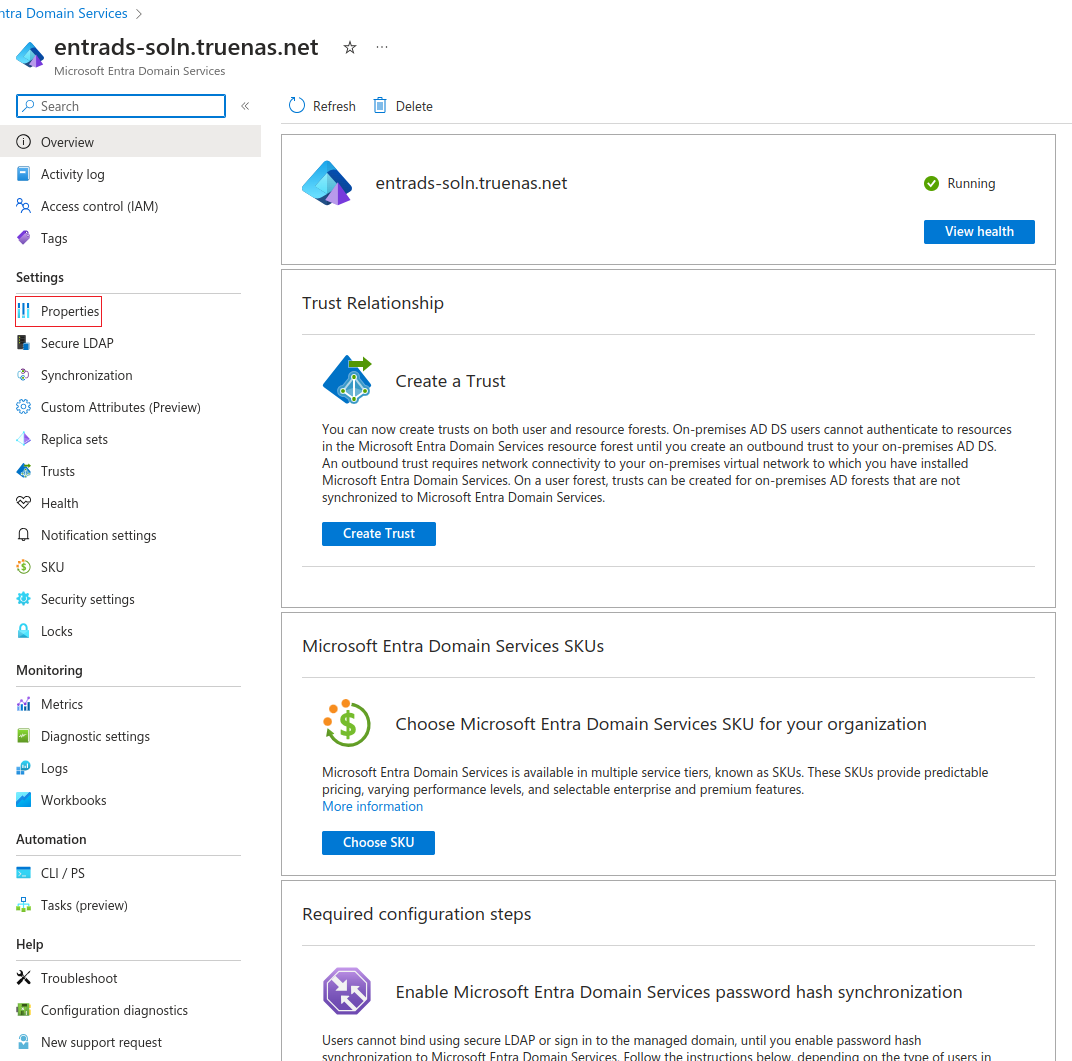 ntra Domain Services
entrads-soln.truenas.net
Microsoft Entra Domain Services
Search
Overview
Activity log
Access control (IAM)
Tags
Settings
Properties
Secure LDAP
Synchronization
Custom Attributes (Preview)
Replica sets
Trusts
Health
Notification settings
SKU
Security settings
Locks
Monitoring
Metrics
Diagnostic settings
Logs
Workbooks
Automation
CLI / PS
Tasks (preview)
Help
Troubleshoot
Configuration diagnostics
New support request
Refresh
Delete
entrads-soln.truenas.net
Running
View health
Trust Relationship
Create a Trust
You can now create trusts on both user and resource forests. On-premises AD DS users cannot authenticate to resources
in the Microsoft Entra Domain Services resource forest until you create an outbound trust to your on-premises AD DS.
An outbound trust requires network connectivity to your on-premises virtual network to which you have installed
Microsoft Entra Domain Services. On a user forest, trusts can be created for on-premises AD forests that are not
synchronized to Microsoft Entra Domain Services.
Create Trust
Microsoft Entra Domain Services SKUs
Choose Microsoft Entra Domain Services SKU for your organization
Microsoft Entra Domain Services is available in multiple service tiers, known as SKUs. These SKUs provide predictable
pricing, varying performance levels, and selectable enterprise and premium features.
More information
Choose SKU
Required configuration steps
Enable Microsoft Entra Domain Services password hash synchronization
Users cannot bind using secure LDAP or sign in to the managed domain, until you enable password hash
synchronization to Microsoft Entra Domain Services. Follow the instructions below, depending on the type of users in